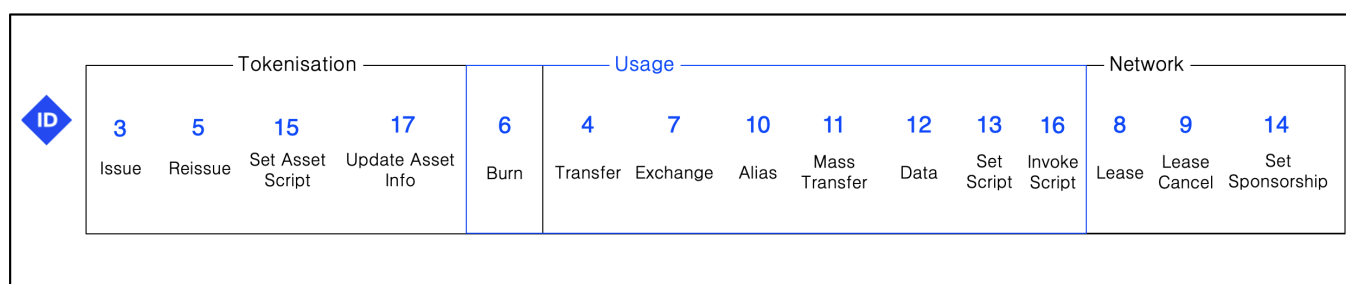 Tokenisation
Usage
Network
ID
3
5
15
17
6
4
7
10
11
12
13
16
8
9
14
Issue
Reissue
Set Asset
Script
Update Asset
Info
Burn
Transfer
Exchange
Alias
Mass
Transfer
Data
Set
Script
Invoke
Script
Lease
Lease
Cancel
Set
Sponsorship